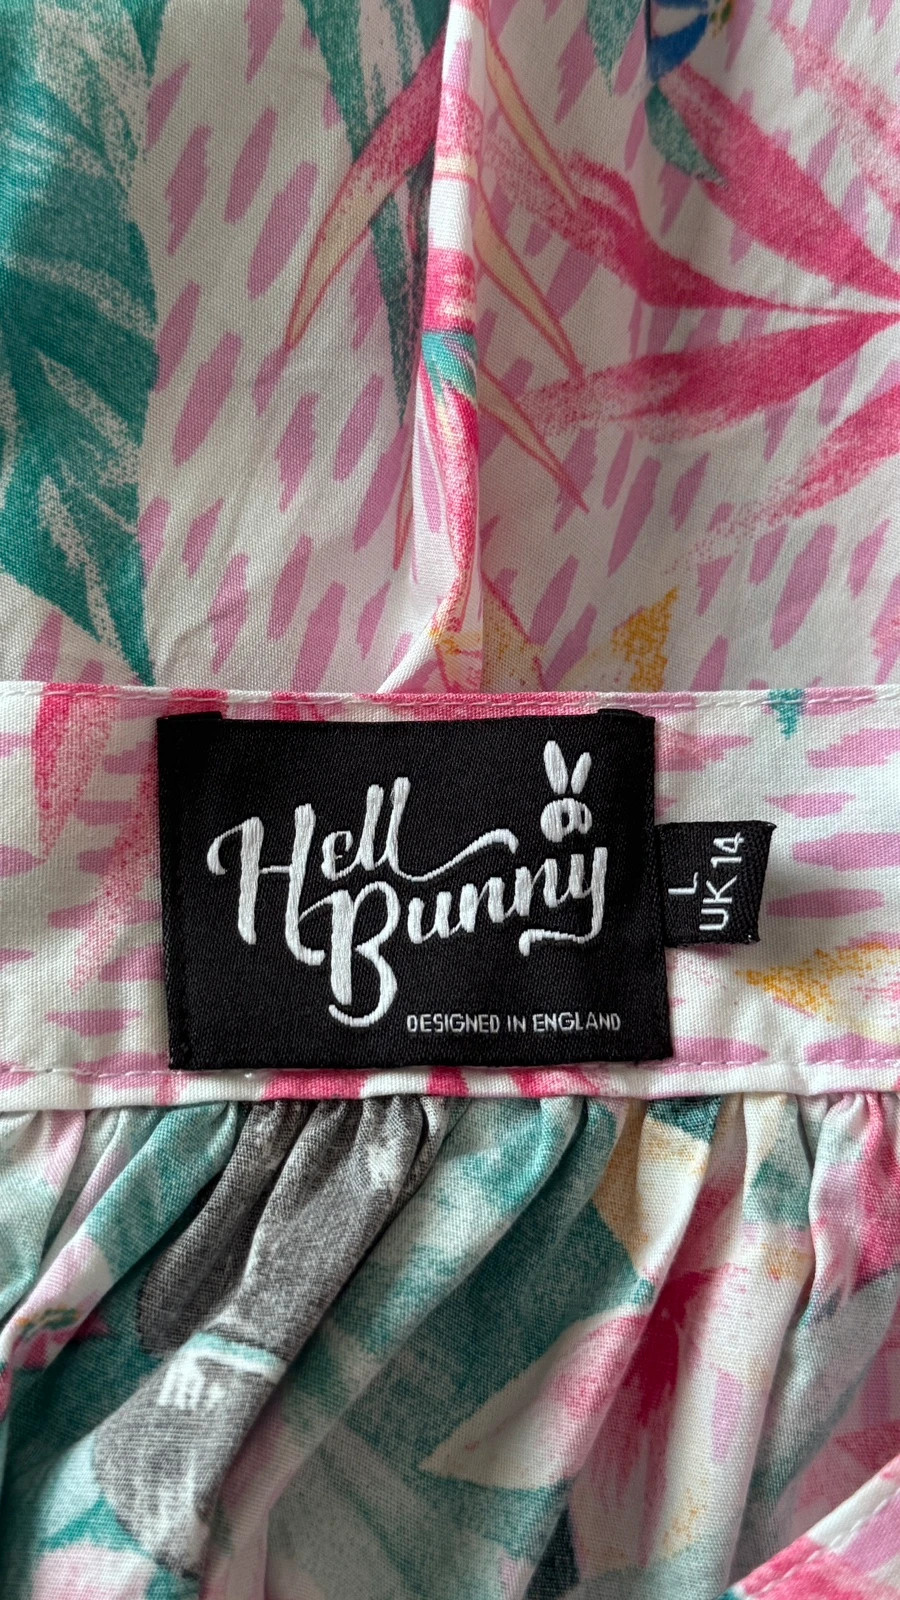 Hell
Bunny
DESIGNED IN ENGLAND
L
UK 14